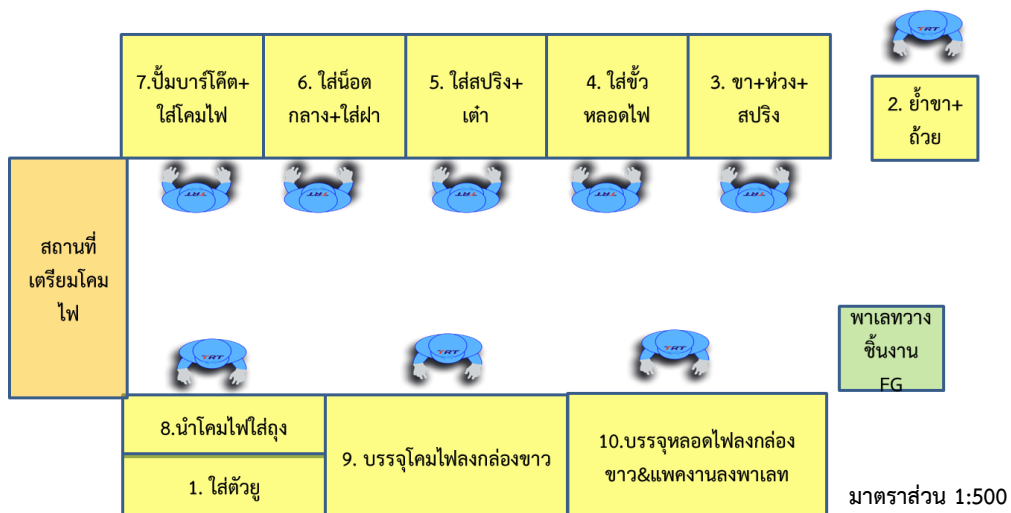 7.ปั้มบาร์โค๊ต+
ใส่โคมไฟ
6. ใส่น็อต
กลาง+ใส่ฝา
5. ใส่สปริง+
เต๋า
4. ใส่ขั้ว
หลอดไฟ
3. ขา+ห่วง+
สปริง
2. ย้ำขา+
ถ้วย
TRT
TRT
TRT
TRT
TRT
TRT
สถานที่
เตรียมโคม
ไฟ
พาเลทวาง
ชิ้นงาน
FG
TRT
TRT
TRT
8.นำโคมไฟใส่ถุง
1. ใส่ตัวยู
9. บรรจุโคมไฟลงกล่องขาว
10.บรรจุหลอดไฟลงกล่อง
ขาว&แพคงานลงพาเลท
มาตราส่วน 1:500